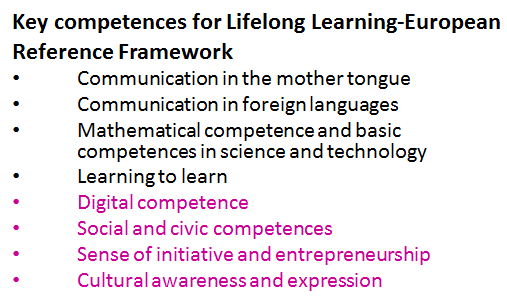 Key competences for Lifelong Learning-European
Reference Framework
• Communication in the mother tongue
• Communication in foreign languages
• Mathematical competence and basic
competences in science and technology
• Learning to learn
• Digital competence
• Social and civic competences
• Sense of initiative and entrepreneurship
• Cultural awareness and expression